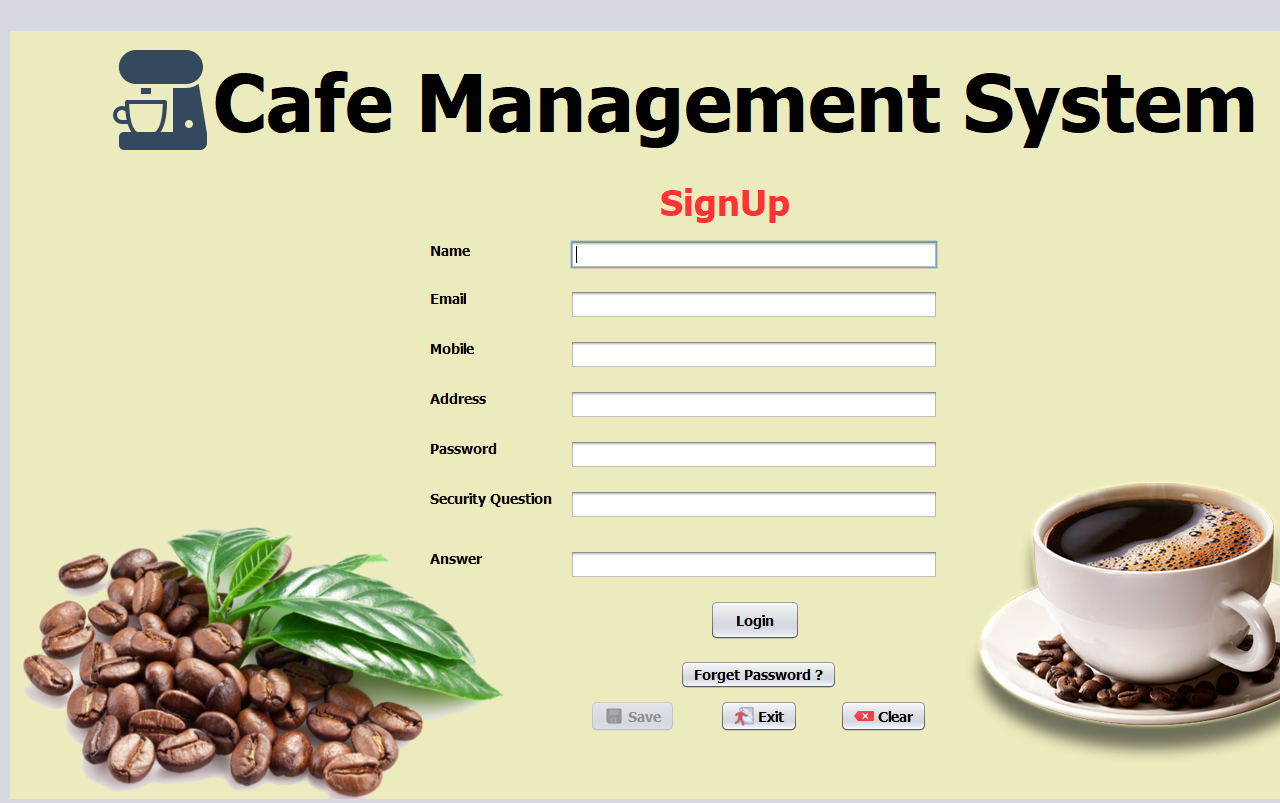 Cafe Management System
SignUp
Name
Email
Mobile
Address
Password
Security Question
Answer
Login
Forget Password ?
Save Exit Clear